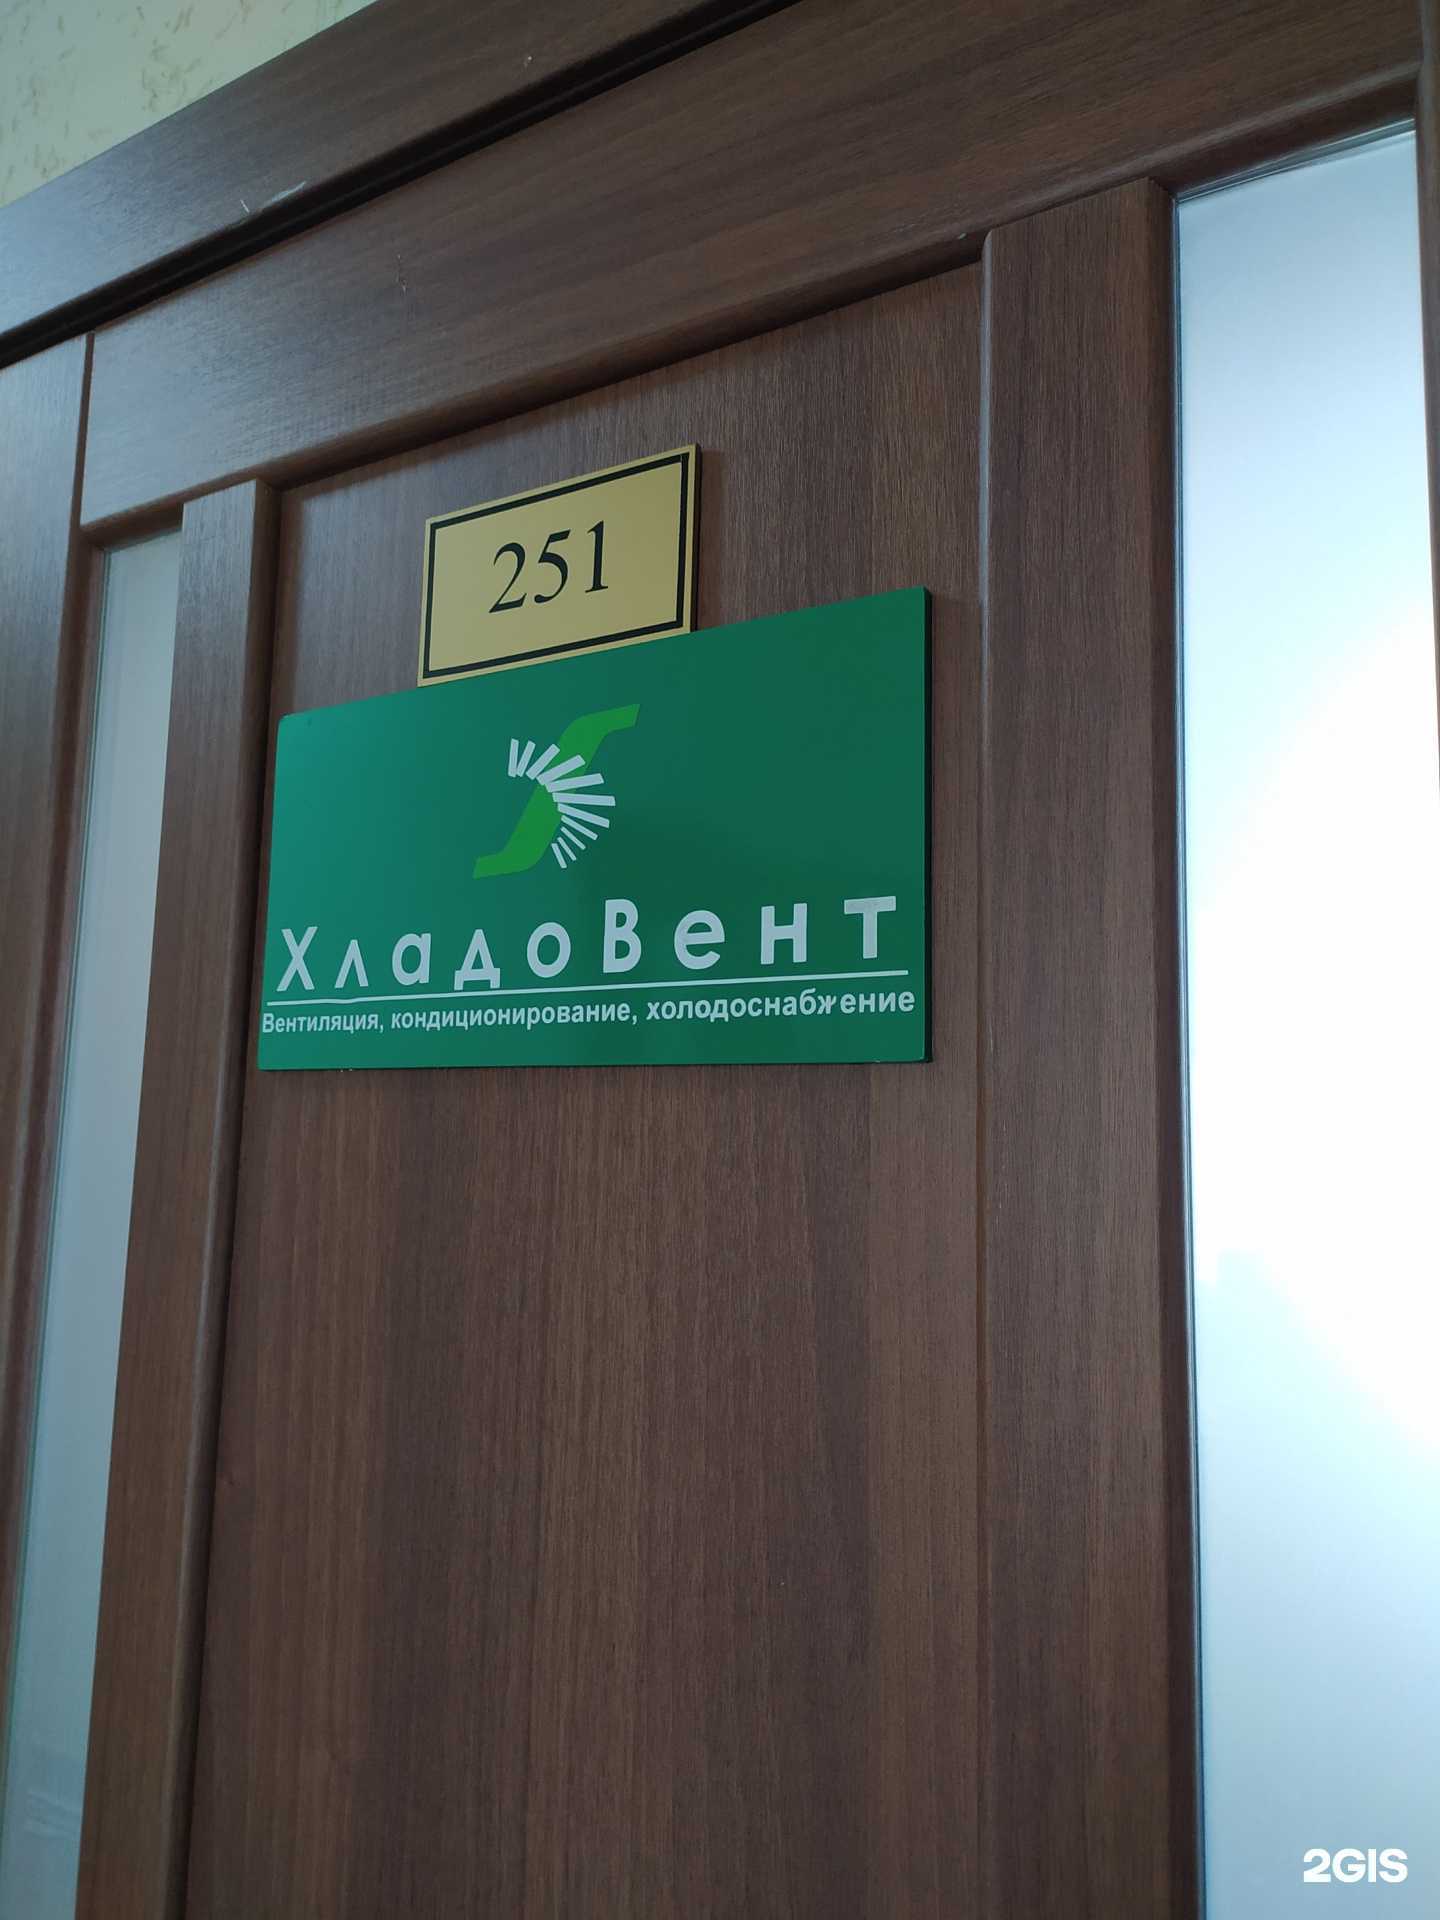 251
ХладоВент
Вентиляция, кондиционирование, холодоснабжение
2GIS